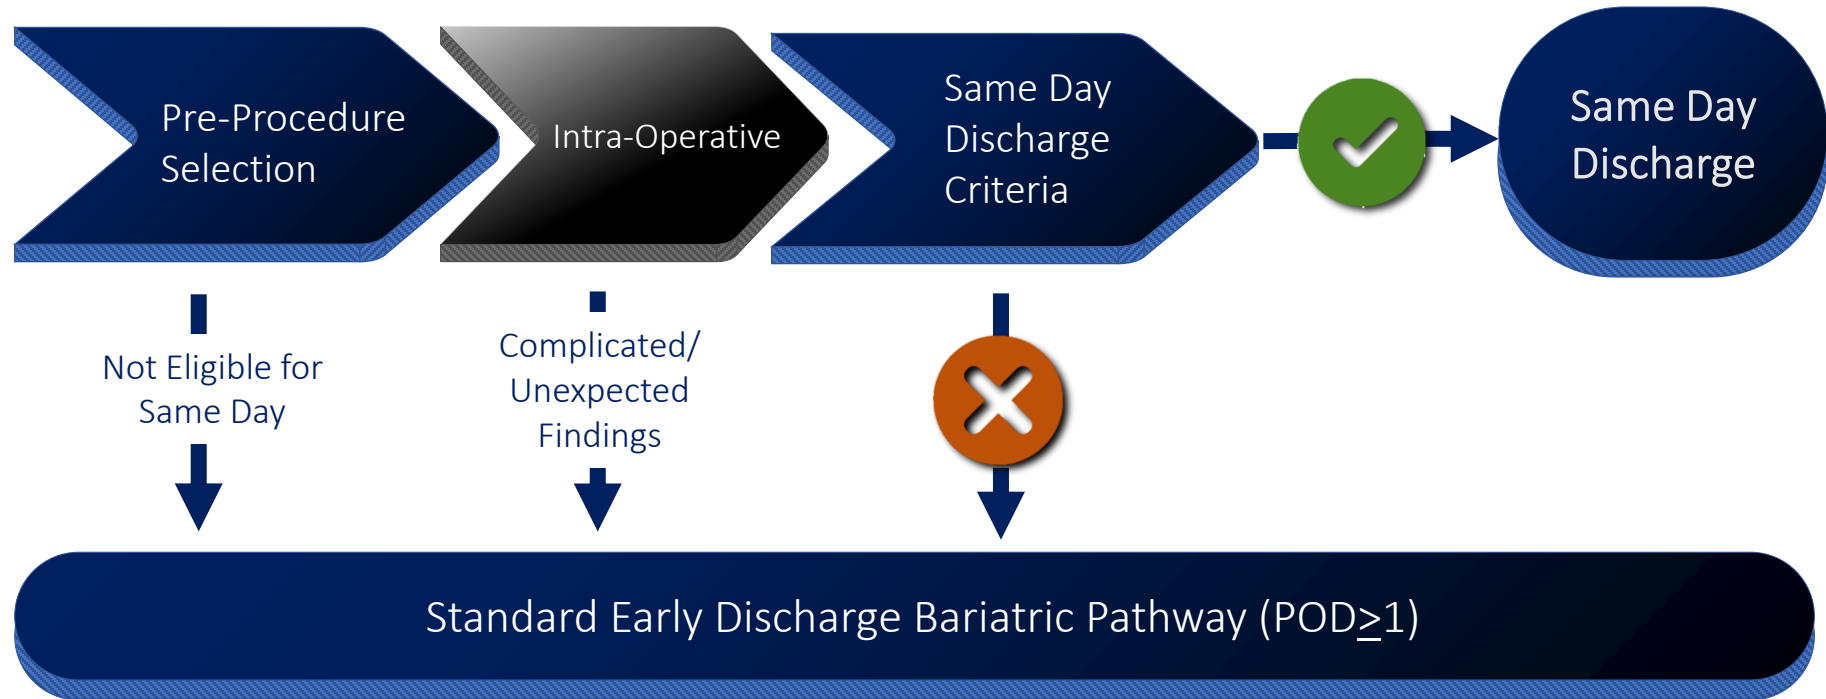 Pre-Procedure
Selection
Intra-Operative
Same Day
Discharge
Criteria
Same Day
Discharge
Not Eligible for
Same Day
Complicated/
Unexpected
Findings
Standard Early Discharge Bariatric Pathway (POD≥1)